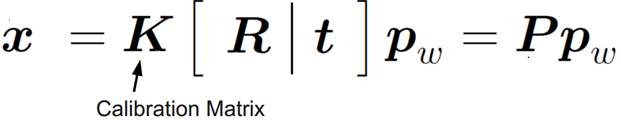 x = K [ R | t ] p_w = P p_w
Calibration Matrix